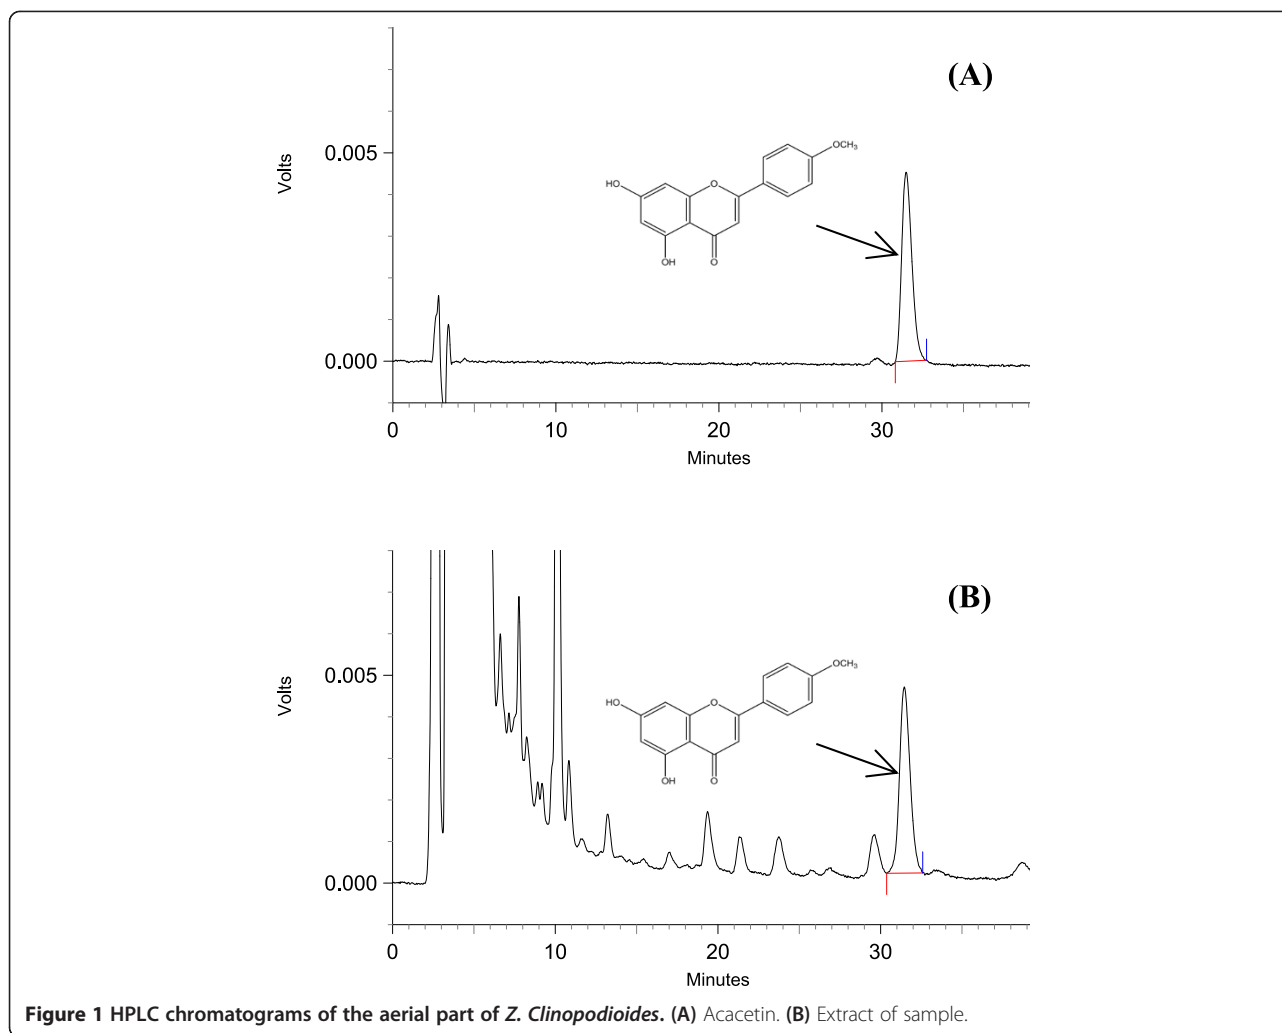 (A)
Volts
0.005
0.000
HO
O
OCH₃
OH
O
0 10 20 30
Minutes
(B)
Volts
0.005
0.000
HO
O
OCH₃
OH
O
0 10 20 30
Minutes
Figure 1 HPLC chromatograms of the aerial part of Z. Clinopodioides. (A) Acacetin. (B) Extract of sample.